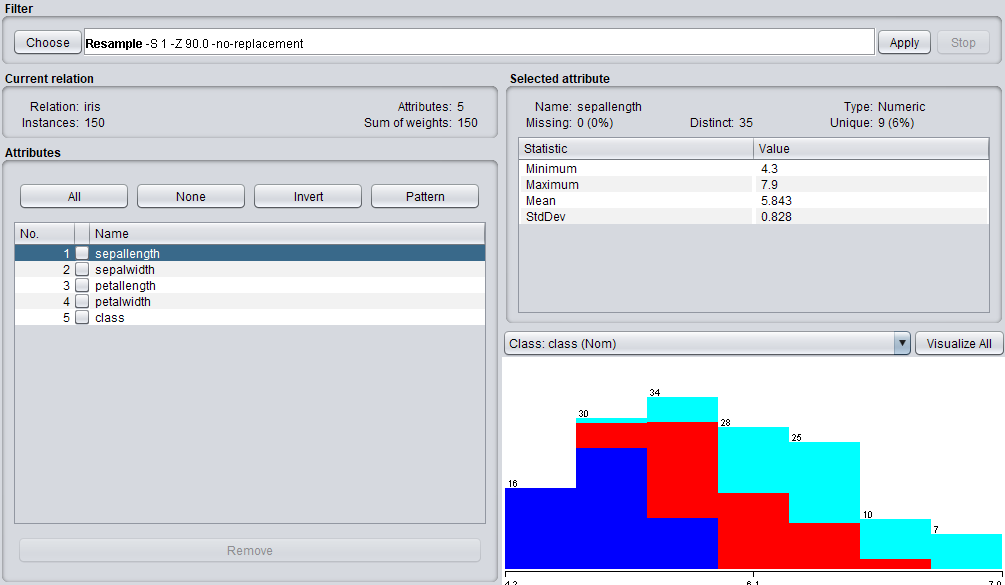 Filter
Choose Resample -S 1 -Z 90.0 -no-replacement Apply Stop
Current relation
Relation: iris Attributes: 5
Instances: 150 Sum of weights: 150
Attributes
All None Invert Pattern
No. Name
1 sepallength
2 sepalwidth
3 petallength
4 petalwidth
5 class
Remove
Selected attribute
Name: sepallength Type: Numeric
Missing: 0 (0%) Distinct: 35 Unique: 9 (6%)
Statistic Value
Minimum 4.3
Maximum 7.9
Mean 5.843
StdDev 0.828
Class: class (Nom) Visualize All
34
30
28
25
16
10
7
6.1